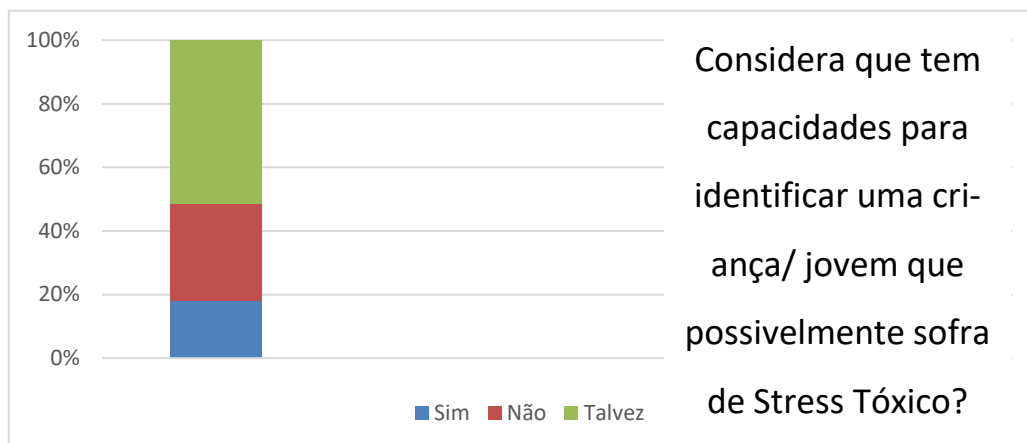 100%
80%
60%
40%
20%
0%
Sim Não Talvez
Considera que tem
capacidades para
identificar uma cri-
ança/ jovem que
possivelmente sofra
de Stress Tóxico?